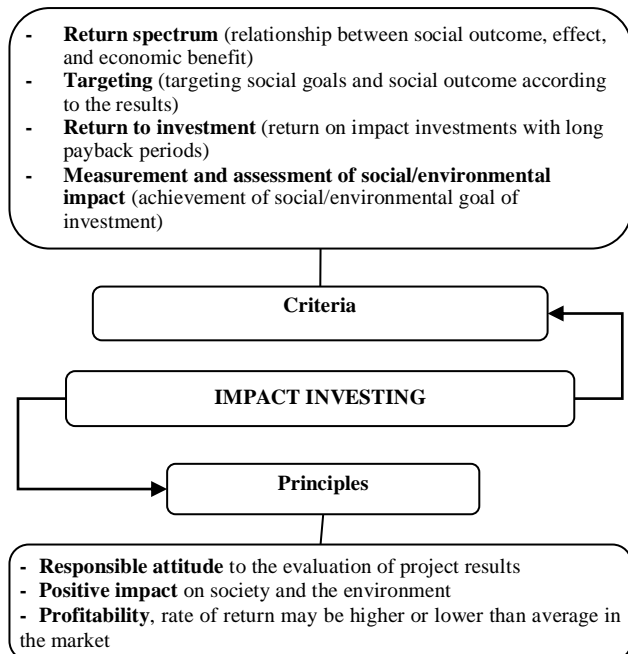 - Return spectrum (relationship between social outcome, effect,
and economic benefit)
- Targeting (targeting social goals and social outcome according
to the results)
- Return to investment (return on impact investments with long
payback periods)
- Measurement and assessment of social/environmental
impact (achievement of social/environmental goal of
investment)
Criteria
IMPACT INVESTING
Principles
- Responsible attitude to the evaluation of project results
- Positive impact on society and the environment
- Profitability, rate of return may be higher or lower than average in
the market